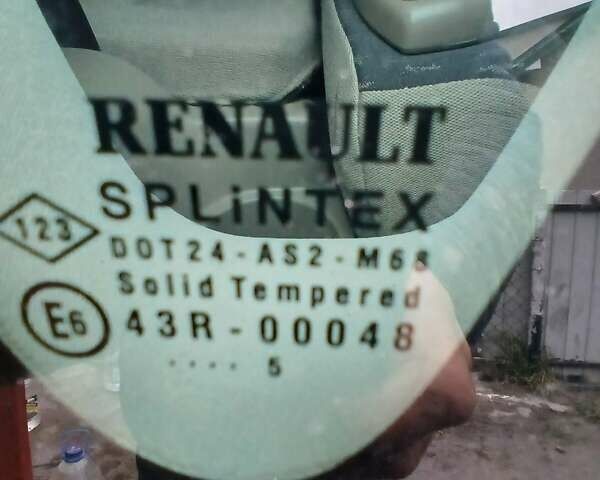 RENAULT
SPLiNTEX
123
DOT24-AS2-M68
Solid Tempered
E6
43R-00048
.... 5